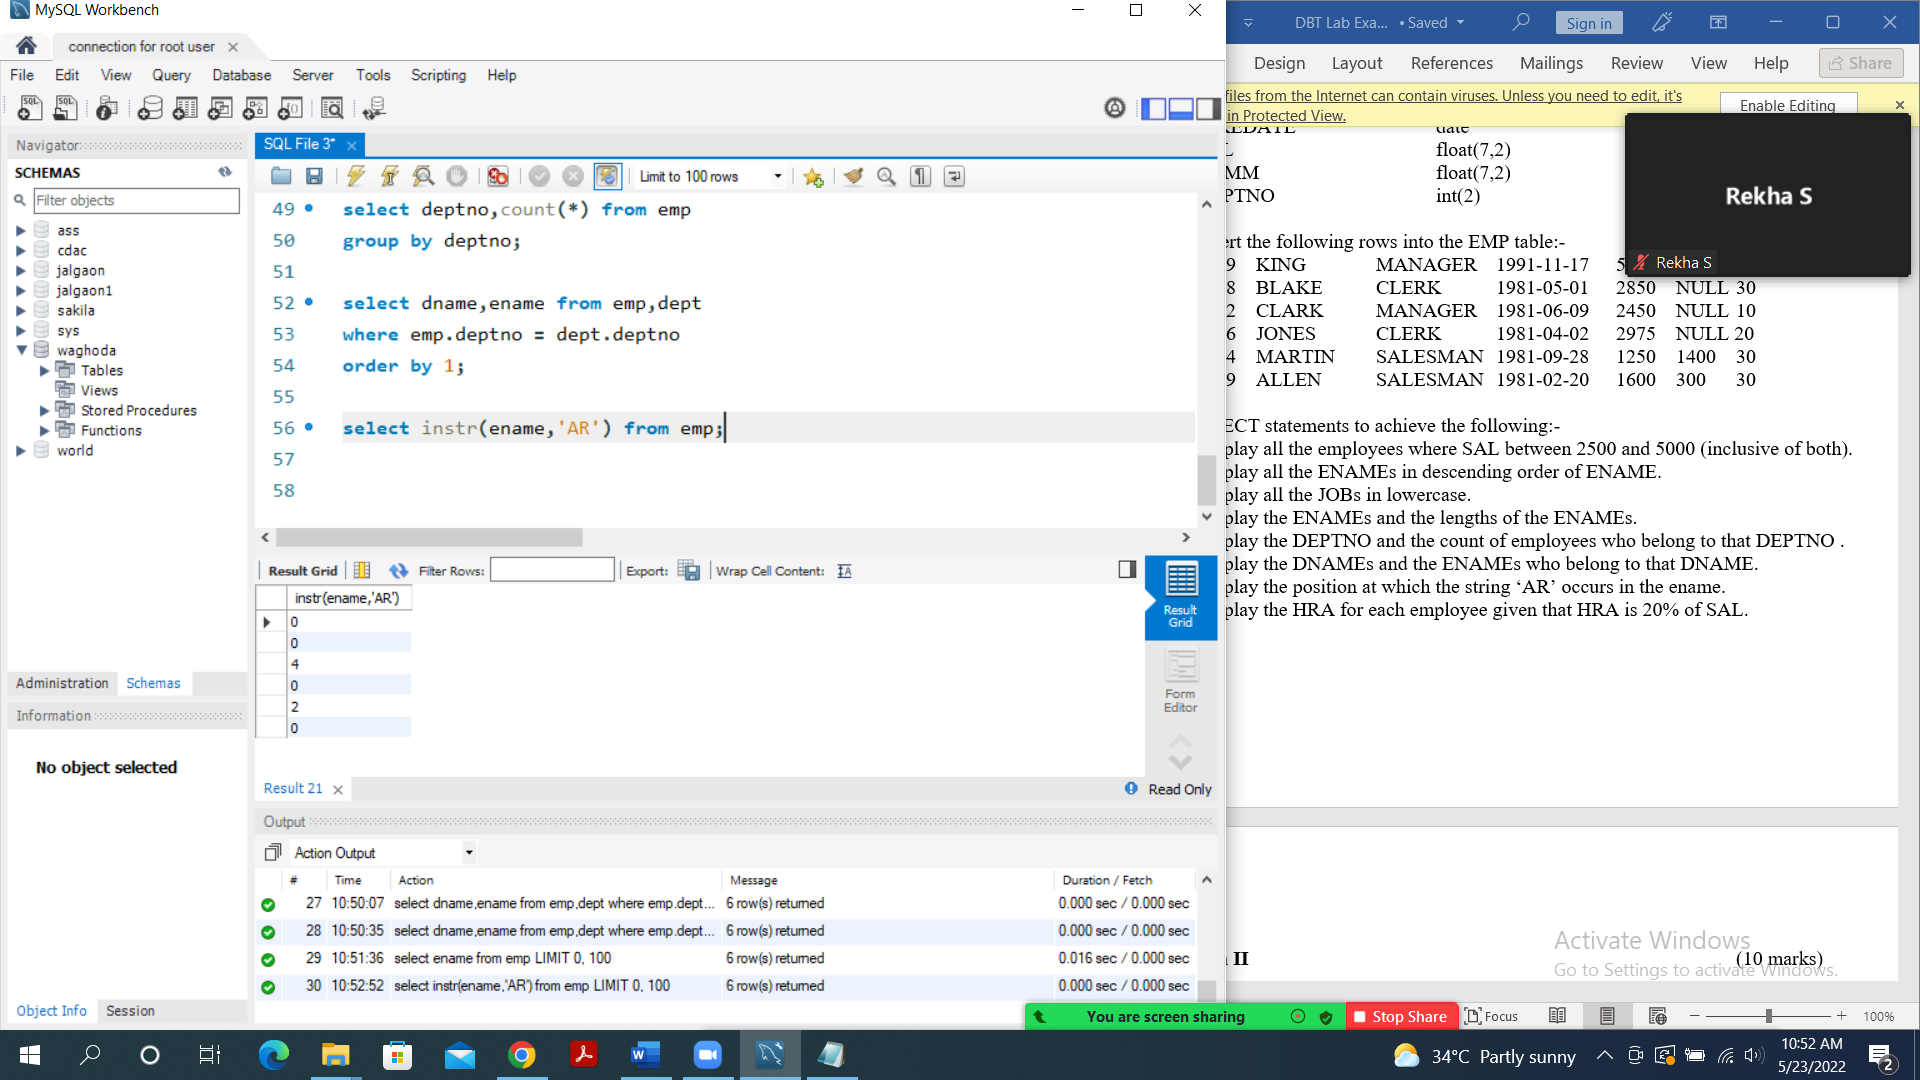 MySQL Workbench
connection for root user
File Edit View Query Database Server Tools Scripting Help
Navigator
SCHEMAS
Filter objects
ass
cdac
jalgaon
jalgaon1
sakila
sys
waghoda
Tables
Views
Stored Procedures
Functions
world
Administration Schemas
Information
No object selected
Object Info Session
SQL File 3*
Limit to 100 rows
49 select deptno,count(*) from emp
50 group by deptno;
51
52 select dname,ename from emp,dept
53 where emp.deptno = dept.deptno
54 order by 1;
55
56 select instr(ename,'AR') from emp;
57
58
Result Grid Filter Rows: Export: Wrap Cell Content:
instr(ename,'AR')
0
0
4
0
2
0
Result Grid
Form Editor
Result 21 Read Only
Output
Action Output
# Time Action Message Duration / Fetch
27 10:50:07 select dname,ename from emp,dept where emp.dept... 6 row(s) returned 0.000 sec / 0.000 sec
28 10:50:35 select dname,ename from emp,dept where emp.dept... 6 row(s) returned 0.000 sec / 0.000 sec
29 10:51:36 select ename from emp LIMIT 0, 100 6 row(s) returned 0.016 sec / 0.000 sec
30 10:52:52 select instr(ename,'AR') from emp LIMIT 0, 100 6 row(s) returned 0.000 sec / 0.000 sec
DBT Lab Exa... • Saved Sign in
Design Layout References Mailings Review View Help Share
files from the Internet can contain viruses. Unless you need to edit, it's
in Protected View.
Enable Editing
date
float(7,2)
MM float(7,2)
PTNO int(2)
Rekha S
Rekha S
ert the following rows into the EMP table:-
9 KING MANAGER 1991-11-17 5
8 BLAKE CLERK 1981-05-01 2850 NULL 30
2 CLARK MANAGER 1981-06-09 2450 NULL 10
6 JONES CLERK 1981-04-02 2975 NULL 20
4 MARTIN SALESMAN 1981-09-28 1250 1400 30
9 ALLEN SALESMAN 1981-02-20 1600 300 30
ECT statements to achieve the following:-
play all the employees where SAL between 2500 and 5000 (inclusive of both).
play all the ENAMEs in descending order of ENAME.
play all the JOBs in lowercase.
play the ENAMEs and the lengths of the ENAMEs.
play the DEPTNO and the count of employees who belong to that DEPTNO .
play the DNAMEs and the ENAMEs who belong to that DNAME.
play the position at which the string ‘AR’ occurs in the ename.
play the HRA for each employee given that HRA is 20% of SAL.
II (10 marks)
Activate Windows
Go to Settings to activate Windows.
You are screen sharing Stop Share
Focus 100%
34°C Partly sunny
10:52 AM
5/23/2022
2